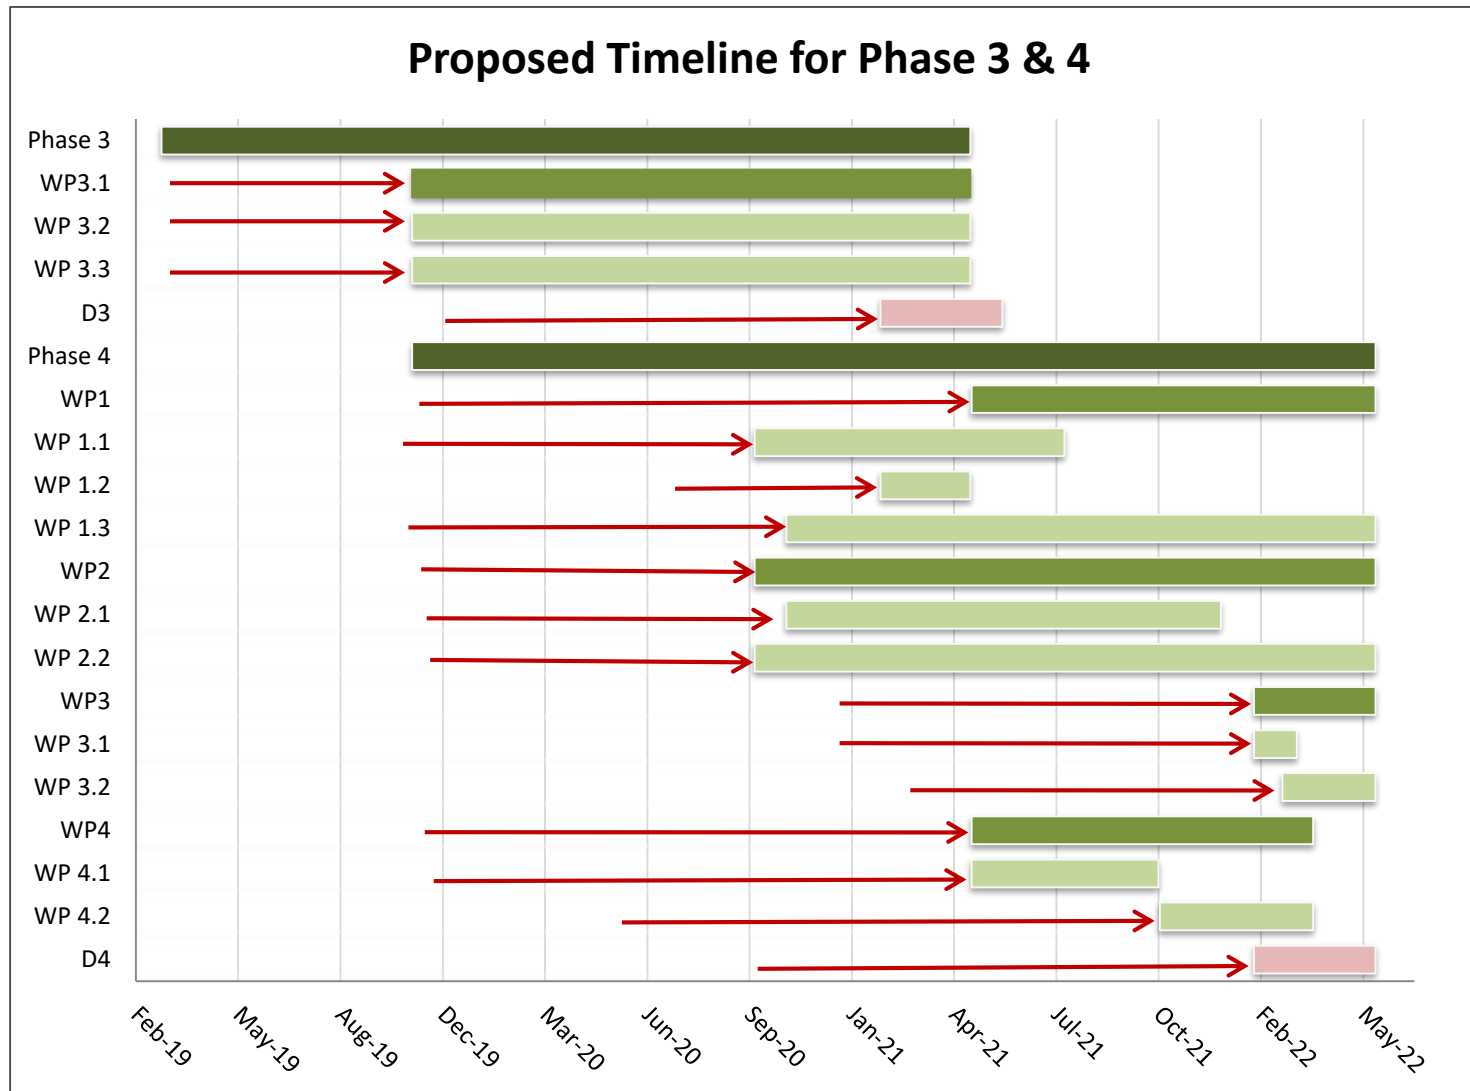 Proposed Timeline for Phase 3 & 4
Phase 3
WP3.1
WP 3.2
WP 3.3
D3
Phase 4
WP1
WP 1.1
WP 1.2
WP 1.3
WP2
WP 2.1
WP 2.2
WP3
WP 3.1
WP 3.2
WP4
WP 4.1
WP 4.2
D4
Feb-19
May-19
Aug-19
Dec-19
Mar-20
Jun-20
Sep-20
Jan-21
Apr-21
Jul-21
Oct-21
Feb-22
May-22